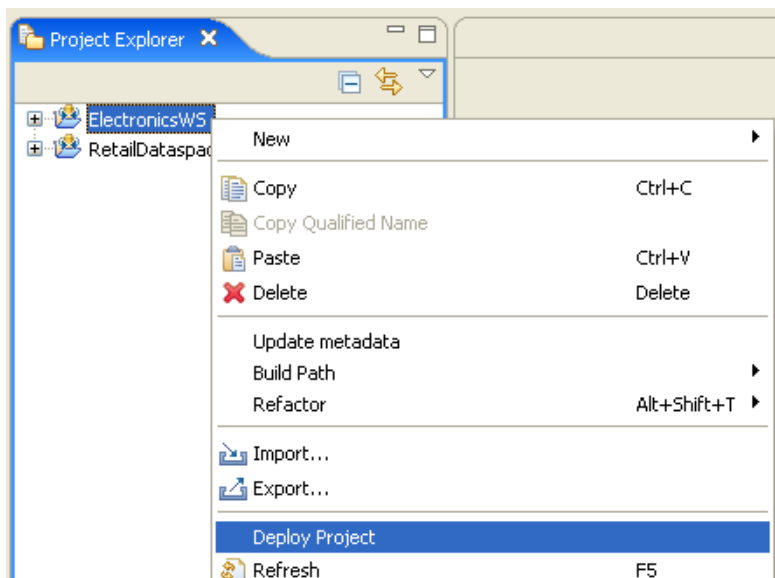 Project Explorer
ElectronicsWS
RetailDataspac
New
Copy Ctrl+C
Copy Qualified Name
Paste Ctrl+V
Delete Delete
Update metadata
Build Path
Refactor Alt+Shift+T
Import...
Export...
Deploy Project
Refresh F5